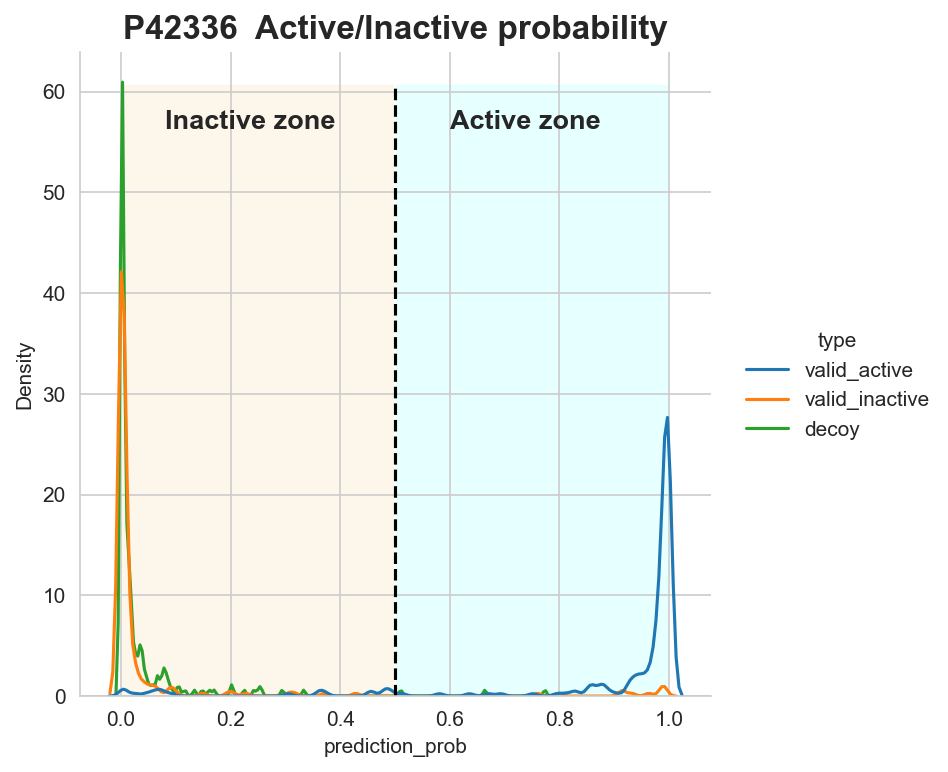 P42336  Active/Inactive probability
Inactive zone
Active zone
60
50
40
30
20
10
0
Density
0.0
0.2
0.4
0.6
0.8
1.0
prediction_prob
type
valid_active
valid_inactive
decoy